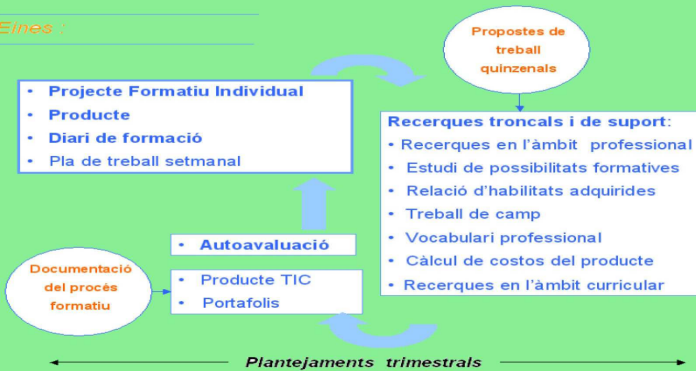 Eines :
Propostes de
treball
quinzenals
• Projecte Formatiu Individual
• Producte
• Diari de formació
• Pla de treball setmanal
Recerques troncals i de suport:
• Recerques en l'àmbit professional
• Estudi de possibilitats formatives
• Relació d'habilitats adquirides
• Treball de camp
• Vocabulari professional
• Càlcul de costos del producte
• Recerques en l'àmbit curricular
• Autoavaluació
Documentació
del procés
formatiu
• Producte TIC
• Portafolis
Plantejaments trimestrals